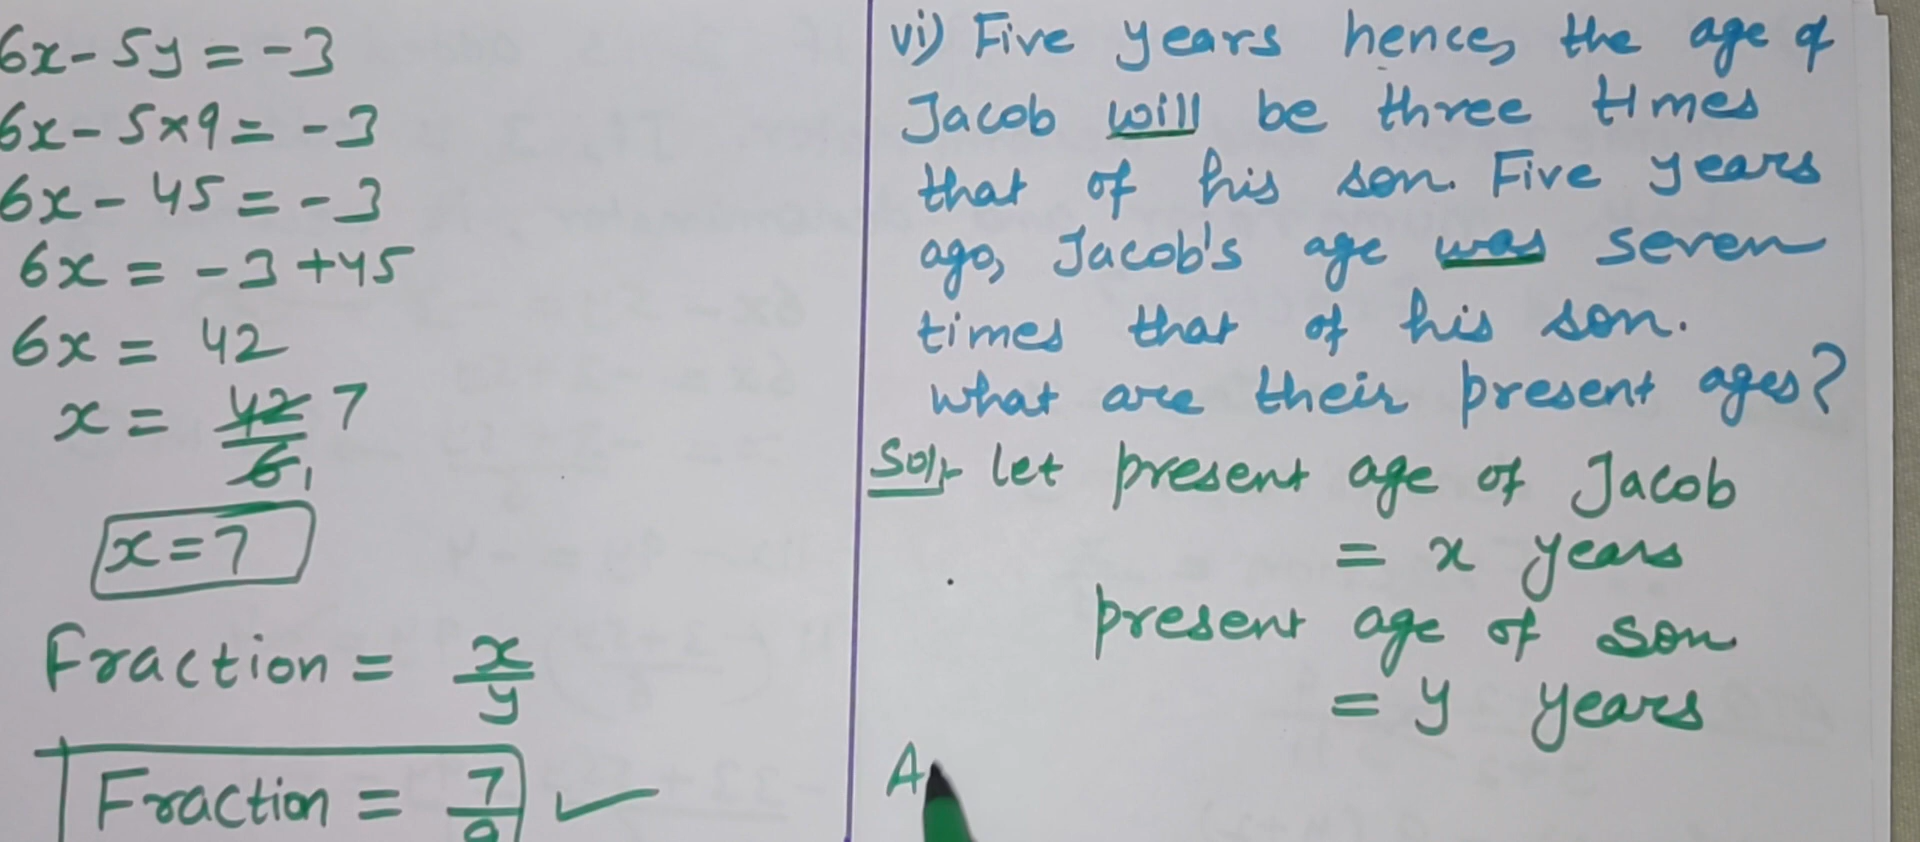 6x - 5y = -3
6x - 5×9 = -3
6x - 45 = -3
6x = -3 + 45
6x = 42
x = 42/6 7 1
x = 7
Fraction = x/y
Fraction = 7/9
vi) Five years hence, the age of
Jacob will be three times
that of his son. Five years
ago, Jacob's age was seven
times that of his son.
What are their present ages?
Sol:- let present age of Jacob
= x years
present age of son
= y years
A